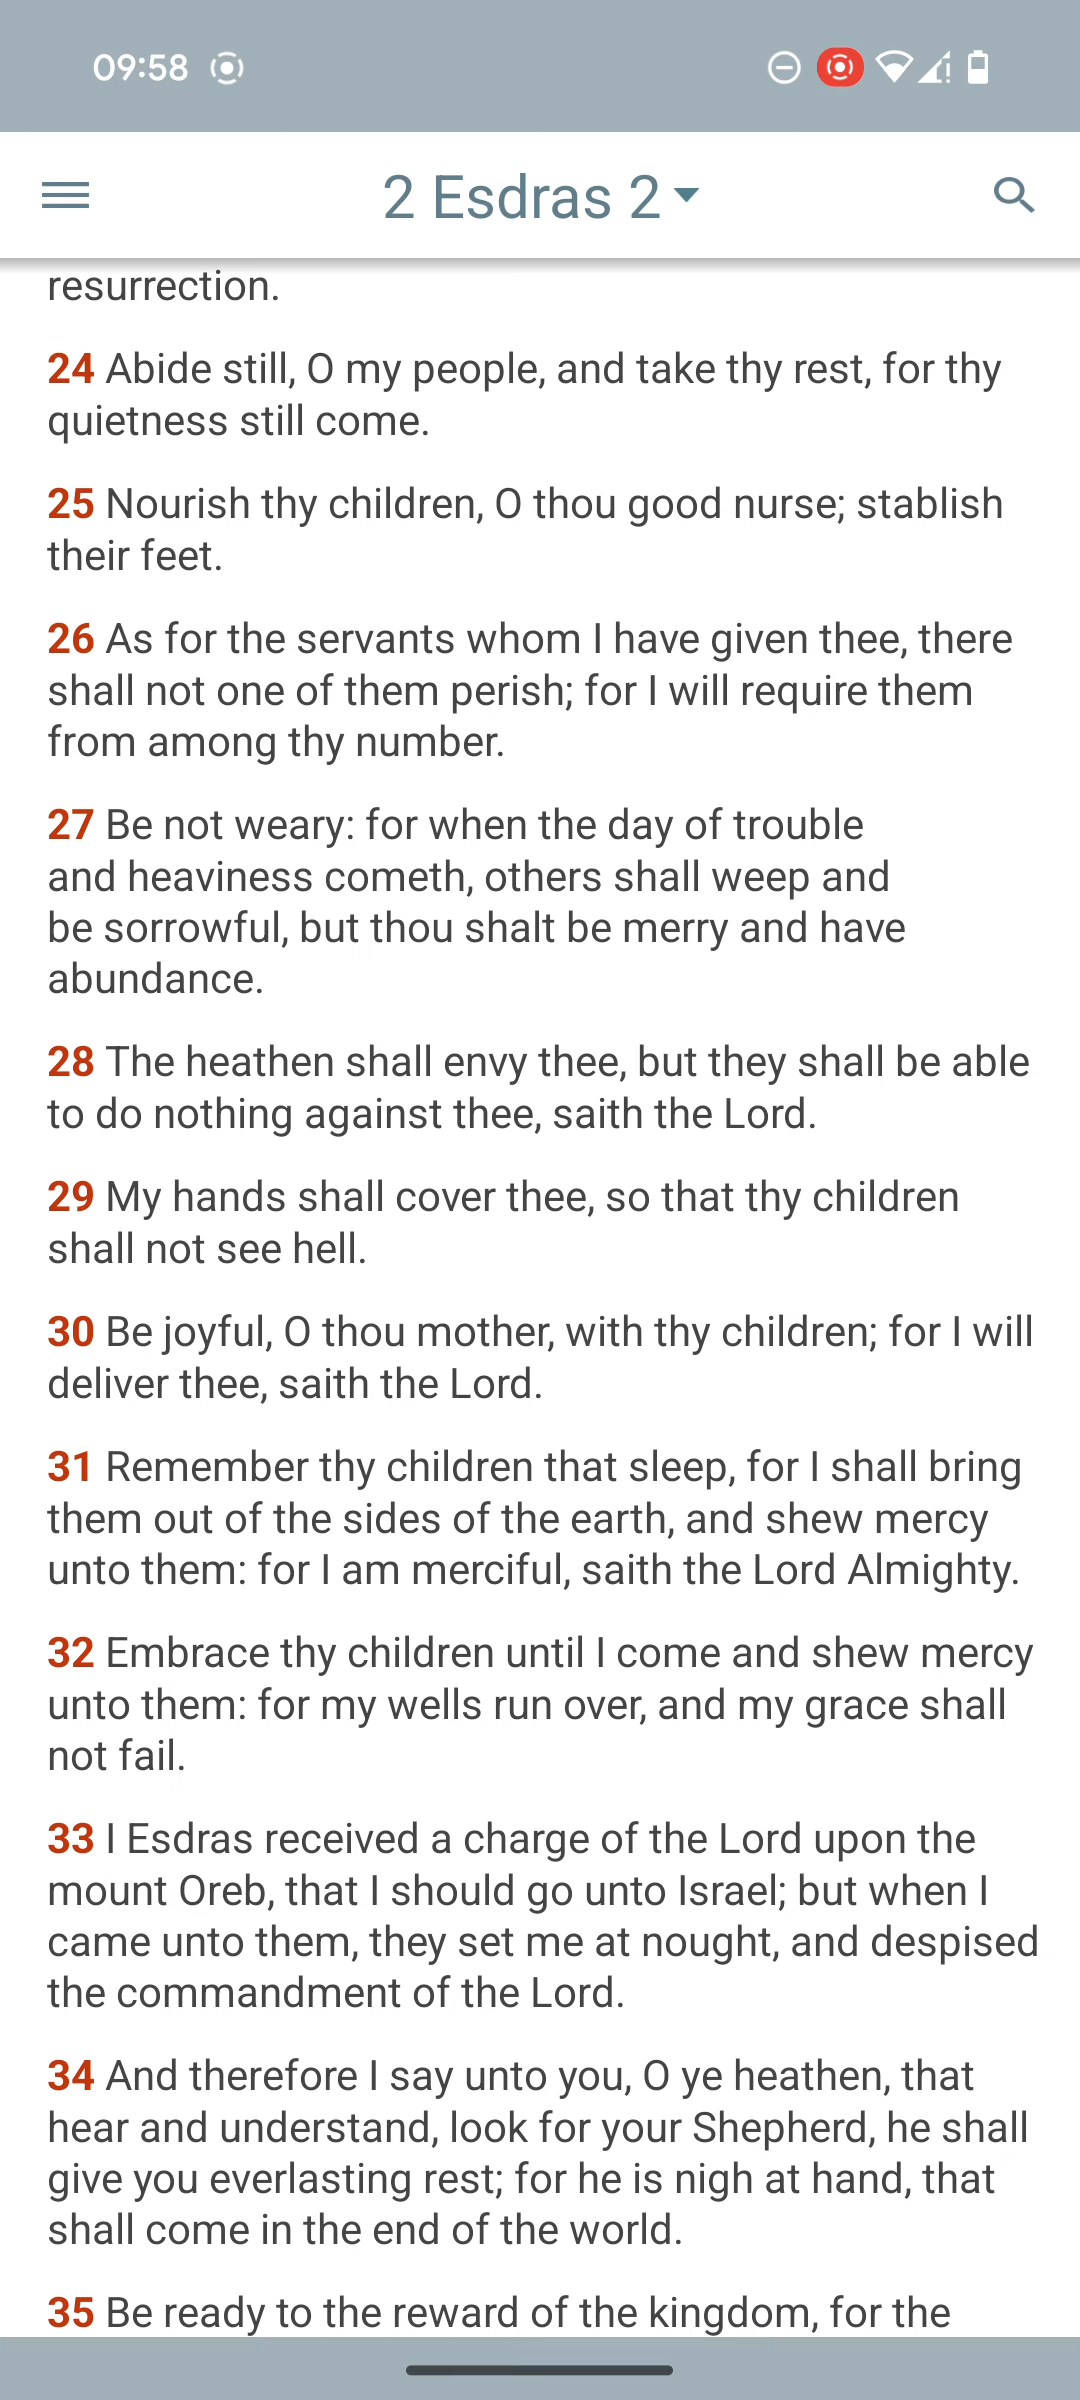 09:58
2 Esdras 2
resurrection.
24 Abide still, O my people, and take thy rest, for thy
quietness still come.
25 Nourish thy children, O thou good nurse; stablish
their feet.
26 As for the servants whom I have given thee, there
shall not one of them perish; for I will require them
from among thy number.
27 Be not weary: for when the day of trouble
and heaviness cometh, others shall weep and
be sorrowful, but thou shalt be merry and have
abundance.
28 The heathen shall envy thee, but they shall be able
to do nothing against thee, saith the Lord.
29 My hands shall cover thee, so that thy children
shall not see hell.
30 Be joyful, O thou mother, with thy children; for I will
deliver thee, saith the Lord.
31 Remember thy children that sleep, for I shall bring
them out of the sides of the earth, and shew mercy
unto them: for I am merciful, saith the Lord Almighty.
32 Embrace thy children until I come and shew mercy
unto them: for my wells run over, and my grace shall
not fail.
33 I Esdras received a charge of the Lord upon the
mount Oreb, that I should go unto Israel; but when I
came unto them, they set me at nought, and despised
the commandment of the Lord.
34 And therefore I say unto you, O ye heathen, that
hear and understand, look for your Shepherd, he shall
give you everlasting rest; for he is nigh at hand, that
shall come in the end of the world.
35 Be ready to the reward of the kingdom, for the